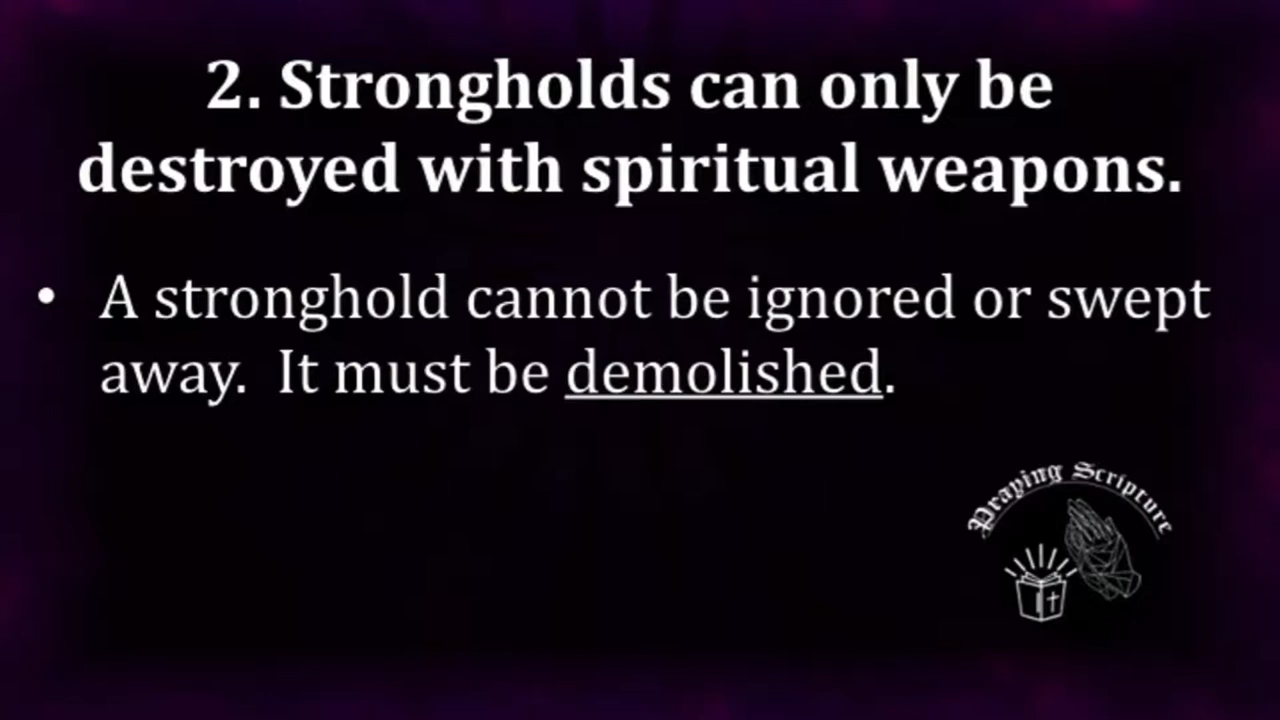 2. Strongholds can only be
destroyed with spiritual weapons.
• A stronghold cannot be ignored or swept
away.  It must be demolished.
Praying Scripture